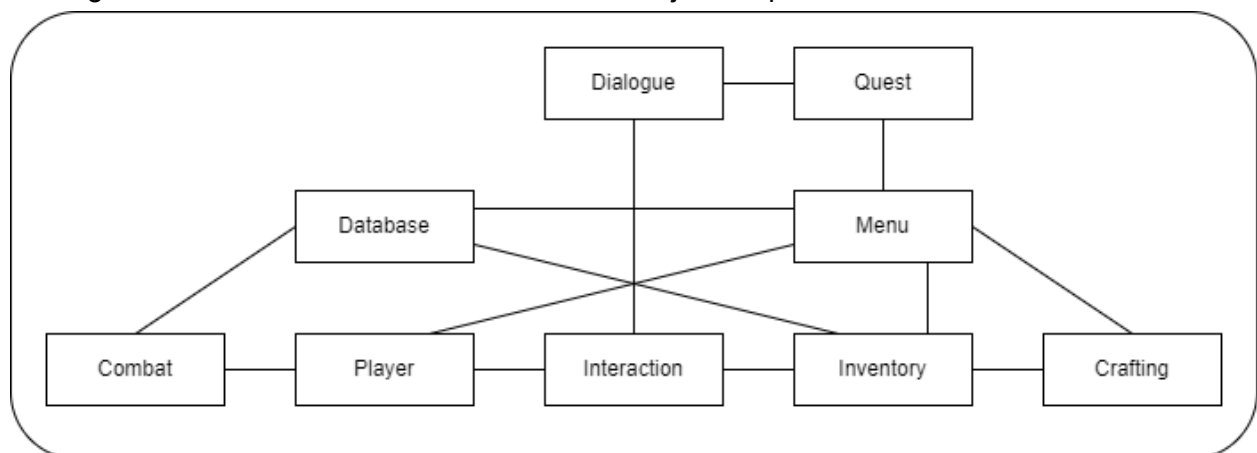 Dialogue
Quest
Database
Menu
Combat
Player
Interaction
Inventory
Crafting